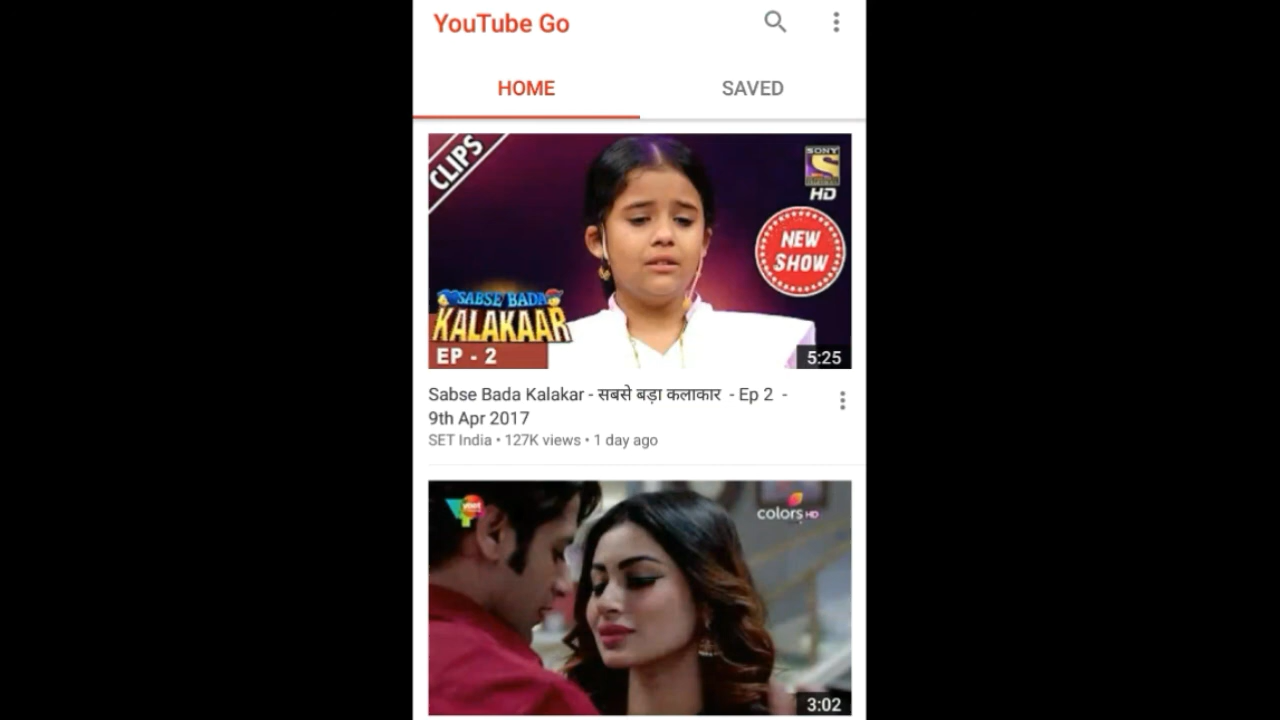 YouTube Go
HOME
SAVED
CLIPS
SONY
HD
NEW
SHOW
SABSE BADA
KALAKAAR
EP - 2
5:25
Sabse Bada Kalakar - सबसे बड़ा कलाकार - Ep 2 -
9th Apr 2017
SET India • 127K views • 1 day ago
voot
colors HD
3:02